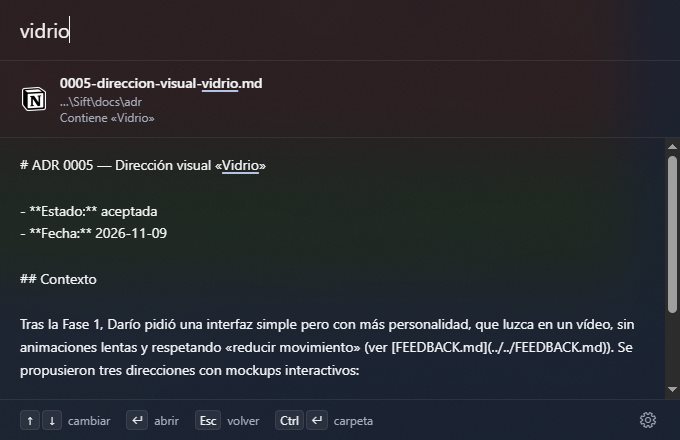 vidrio
0005-direccion-visual-vidrio.md
...\Sift\docs\adr
Contiene «Vidrio»
# ADR 0005 — Dirección visual «Vidrio»
- **Estado:** aceptada
- **Fecha:** 2026-11-09
## Contexto
Tras la Fase 1, Darío pidió una interfaz simple pero con más personalidad, que luzca en un vídeo, sin
animaciones lentas y respetando «reducir movimiento» (ver [FEEDBACK.md](../../FEEDBACK.md)). Se
propusieron tres direcciones con mockups interactivos:
↑ ↓ cambiar ↵ abrir Esc volver Ctrl ↵ carpeta